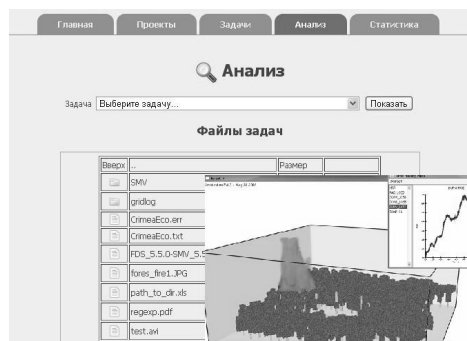 Главная Проекты Задачи Анализ Статистика
Анализ
Задача Выберите задачу... Показать
Файлы задач
Вверх .. Размер
SMV
gridlog
CrimeaEco.err
CrimeaEco.txt
FDS_5.5.0-SMV_5.5
fores_fire1.JPG
path_to_dir.xls
regexp.pdf
test.avi